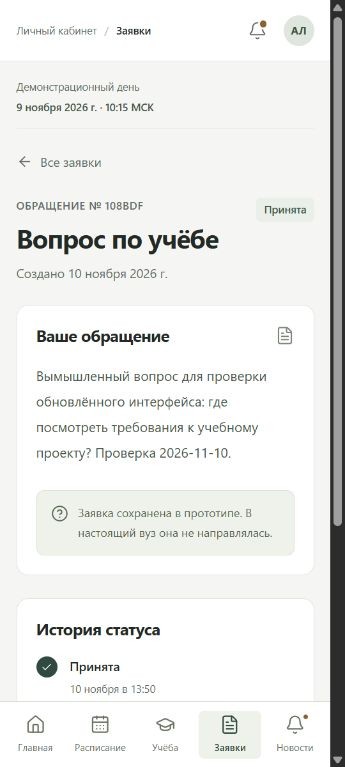 Личный кабинет / Заявки
АЛ
Демонстрационный день
9 ноября 2026 г. · 10:15 МСК
Все заявки
ОБРАЩЕНИЕ № 108BDF
Принята
Вопрос по учёбе
Создано 10 ноября 2026 г.
Ваше обращение
Вымышленный вопрос для проверки
обновлённого интерфейса: где
посмотреть требования к учебному
проекту? Проверка 2026-11-10.
Заявка сохранена в прототипе. В
настоящий вуз она не направлялась.
История статуса
Принята
10 ноября в 13:50
Главная Расписание Учёба Заявки Новости